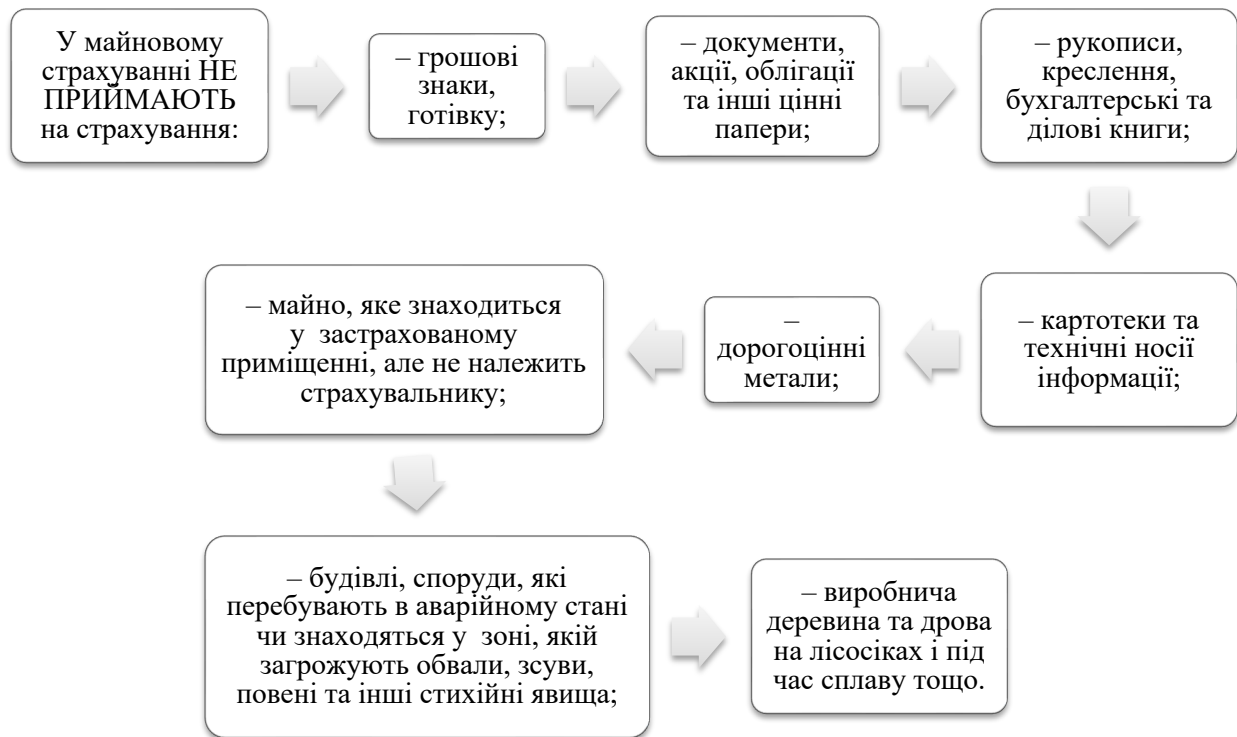 У майновому
страхуванні НЕ
ПРИЙМАЮТЬ
на страхування:
– грошові
знаки,
готівку;
– документи,
акції, облігації
та інші цінні
папери;
– рукописи,
креслення,
бухгалтерські та
ділові книги;
– картотеки та
технічні носії
інформації;
–
дорогоцінні
метали;
– майно, яке знаходиться
у застрахованому
приміщенні, але не належить
страхувальнику;
– будівлі, споруди, які
перебувають в аварійному стані
чи знаходяться у зоні, якій
загрожують обвали, зсуви,
повені та інші стихійні явища;
– виробнича
деревина та дрова
на лісосіках і під
час сплаву тощо.